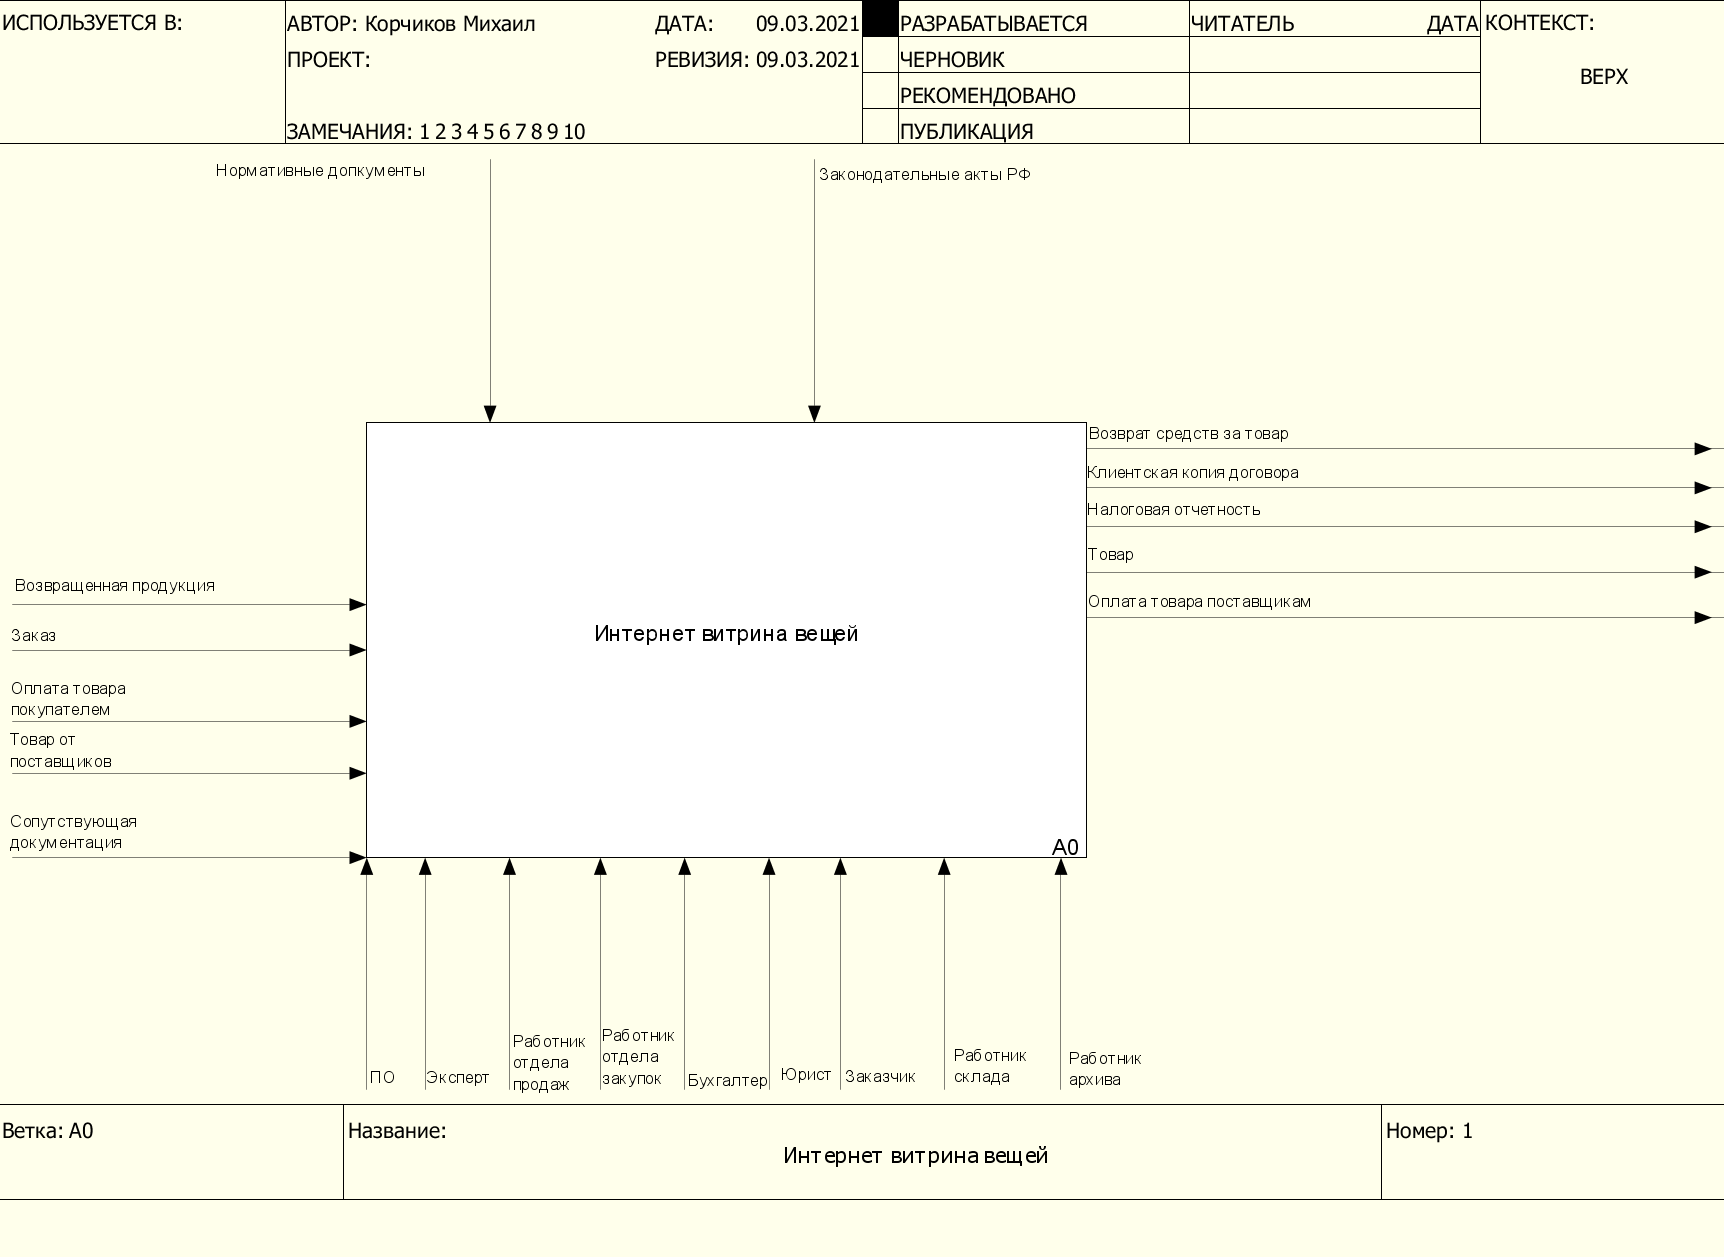 ИСПОЛЬЗУЕТСЯ В:
АВТОР: Корчиков Михаил
ДАТА: 09.03.2021
ПРОЕКТ:
РЕВИЗИЯ: 09.03.2021
ЗАМЕЧАНИЯ: 1 2 3 4 5 6 7 8 9 10
РАЗРАБАТЫВАЕТСЯ
ЧЕРНОВИК
РЕКОМЕНДОВАНО
ПУБЛИКАЦИЯ
ЧИТАТЕЛЬ
ДАТА
КОНТЕКСТ:
ВЕРХ
Нормативные допкументы
Законодательные акты РФ
Возврат средств за товар
Клиентская копия договора
Налоговая отчетность
Товар
Оплата товара поставщикам
Возвращенная продукция
Заказ
Оплата товара
покупателем
Товар от
поставщиков
Сопутствующая
документация
Интернет витрина вещей
A0
ПО
Эксперт
Работник
отдела
продаж
Работник
отдела
закупок
Бухгалтер
Юрист
Заказчик
Работник
склада
Работник
архива
Ветка: A0
Название:
Интернет витрина вещей
Номер: 1